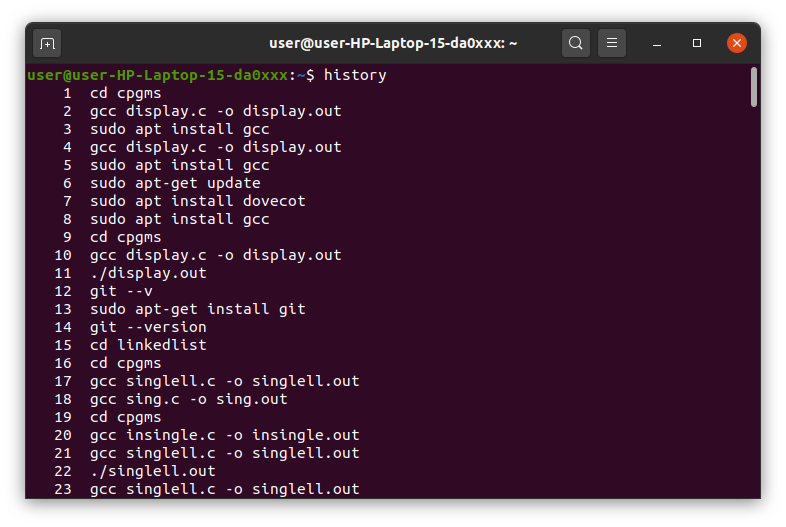 user@user-HP-Laptop-15-da0xxx: ~
user@user-HP-Laptop-15-da0xxx:~$ history
1 cd cpgms
2 gcc display.c -o display.out
3 sudo apt install gcc
4 gcc display.c -o display.out
5 sudo apt install gcc
6 sudo apt-get update
7 sudo apt install dovecot
8 sudo apt install gcc
9 cd cpgms
10 gcc display.c -o display.out
11 ./display.out
12 git --v
13 sudo apt-get install git
14 git --version
15 cd linkedlist
16 cd cpgms
17 gcc singlell.c -o singlell.out
18 gcc sing.c -o sing.out
19 cd cpgms
20 gcc insingle.c -o insingle.out
21 gcc singlell.c -o singlell.out
22 ./singlell.out
23 gcc singlell.c -o singlell.out